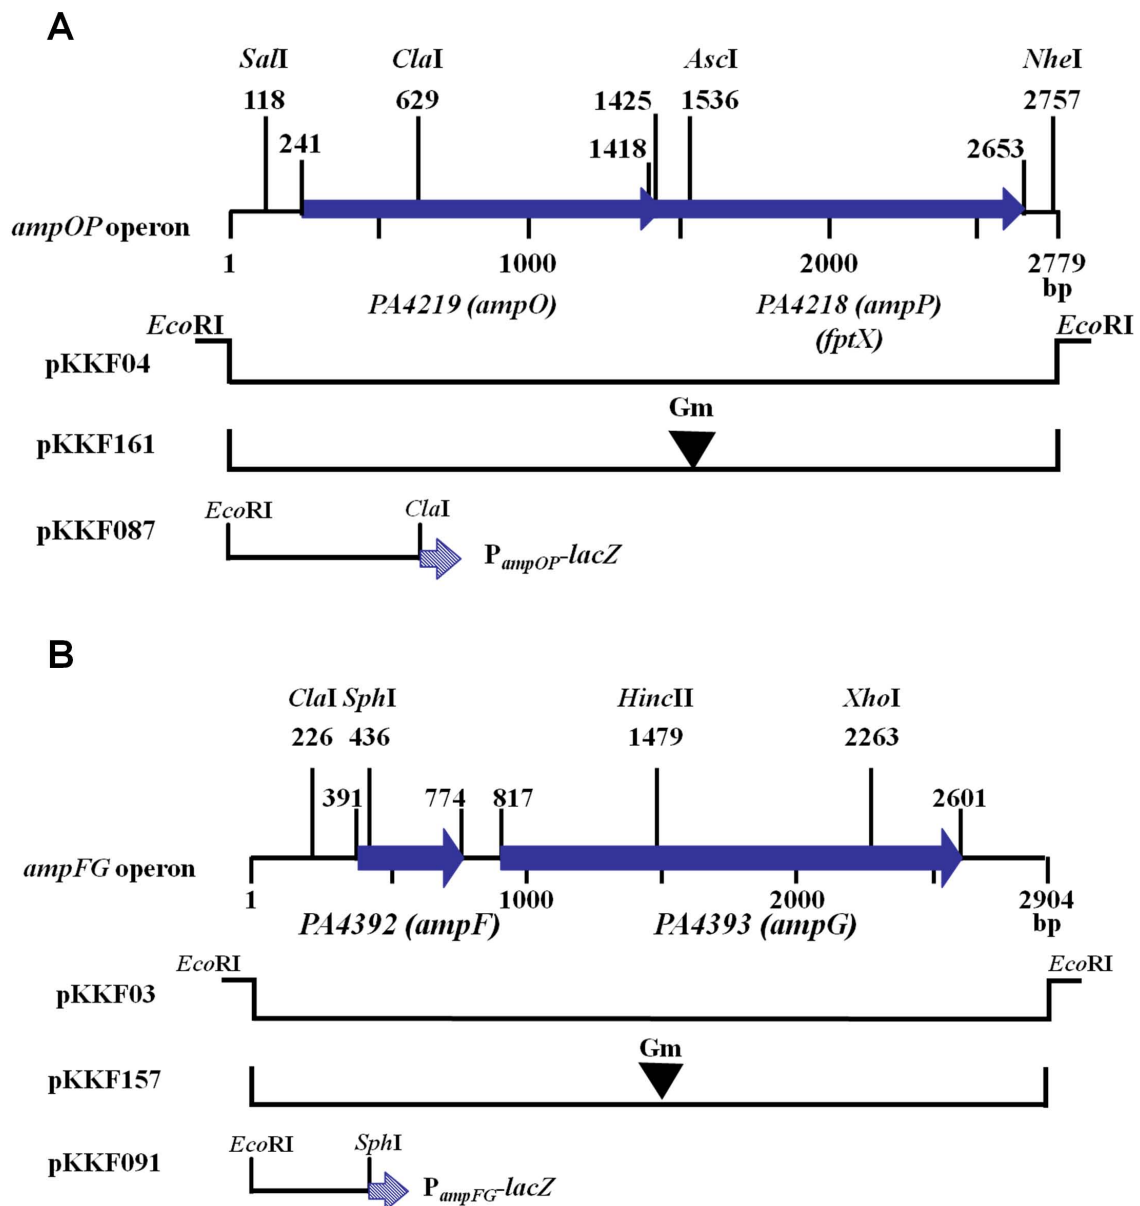 A
SalI ClaI AscI NheI
118 629 1425 1536 2757
241 1418 2653
ampOP operon
1 1000 2000 2779
bp
PA4219 (ampO) PA4218 (ampP)
(fptX)
EcoRI EcoRI
pKKF04
Gm
pKKF161
EcoRI ClaI
pKKF087
PampOP-lacZ
B
ClaI SphI HincII XhoI
226 436 1479 2263
391 774 817 2601
ampFG operon
1 1000 2000 2904
bp
PA4392 (ampF) PA4393 (ampG)
EcoRI EcoRI
pKKF03
Gm
pKKF157
EcoRI SphI
pKKF091
PampFG-lacZ